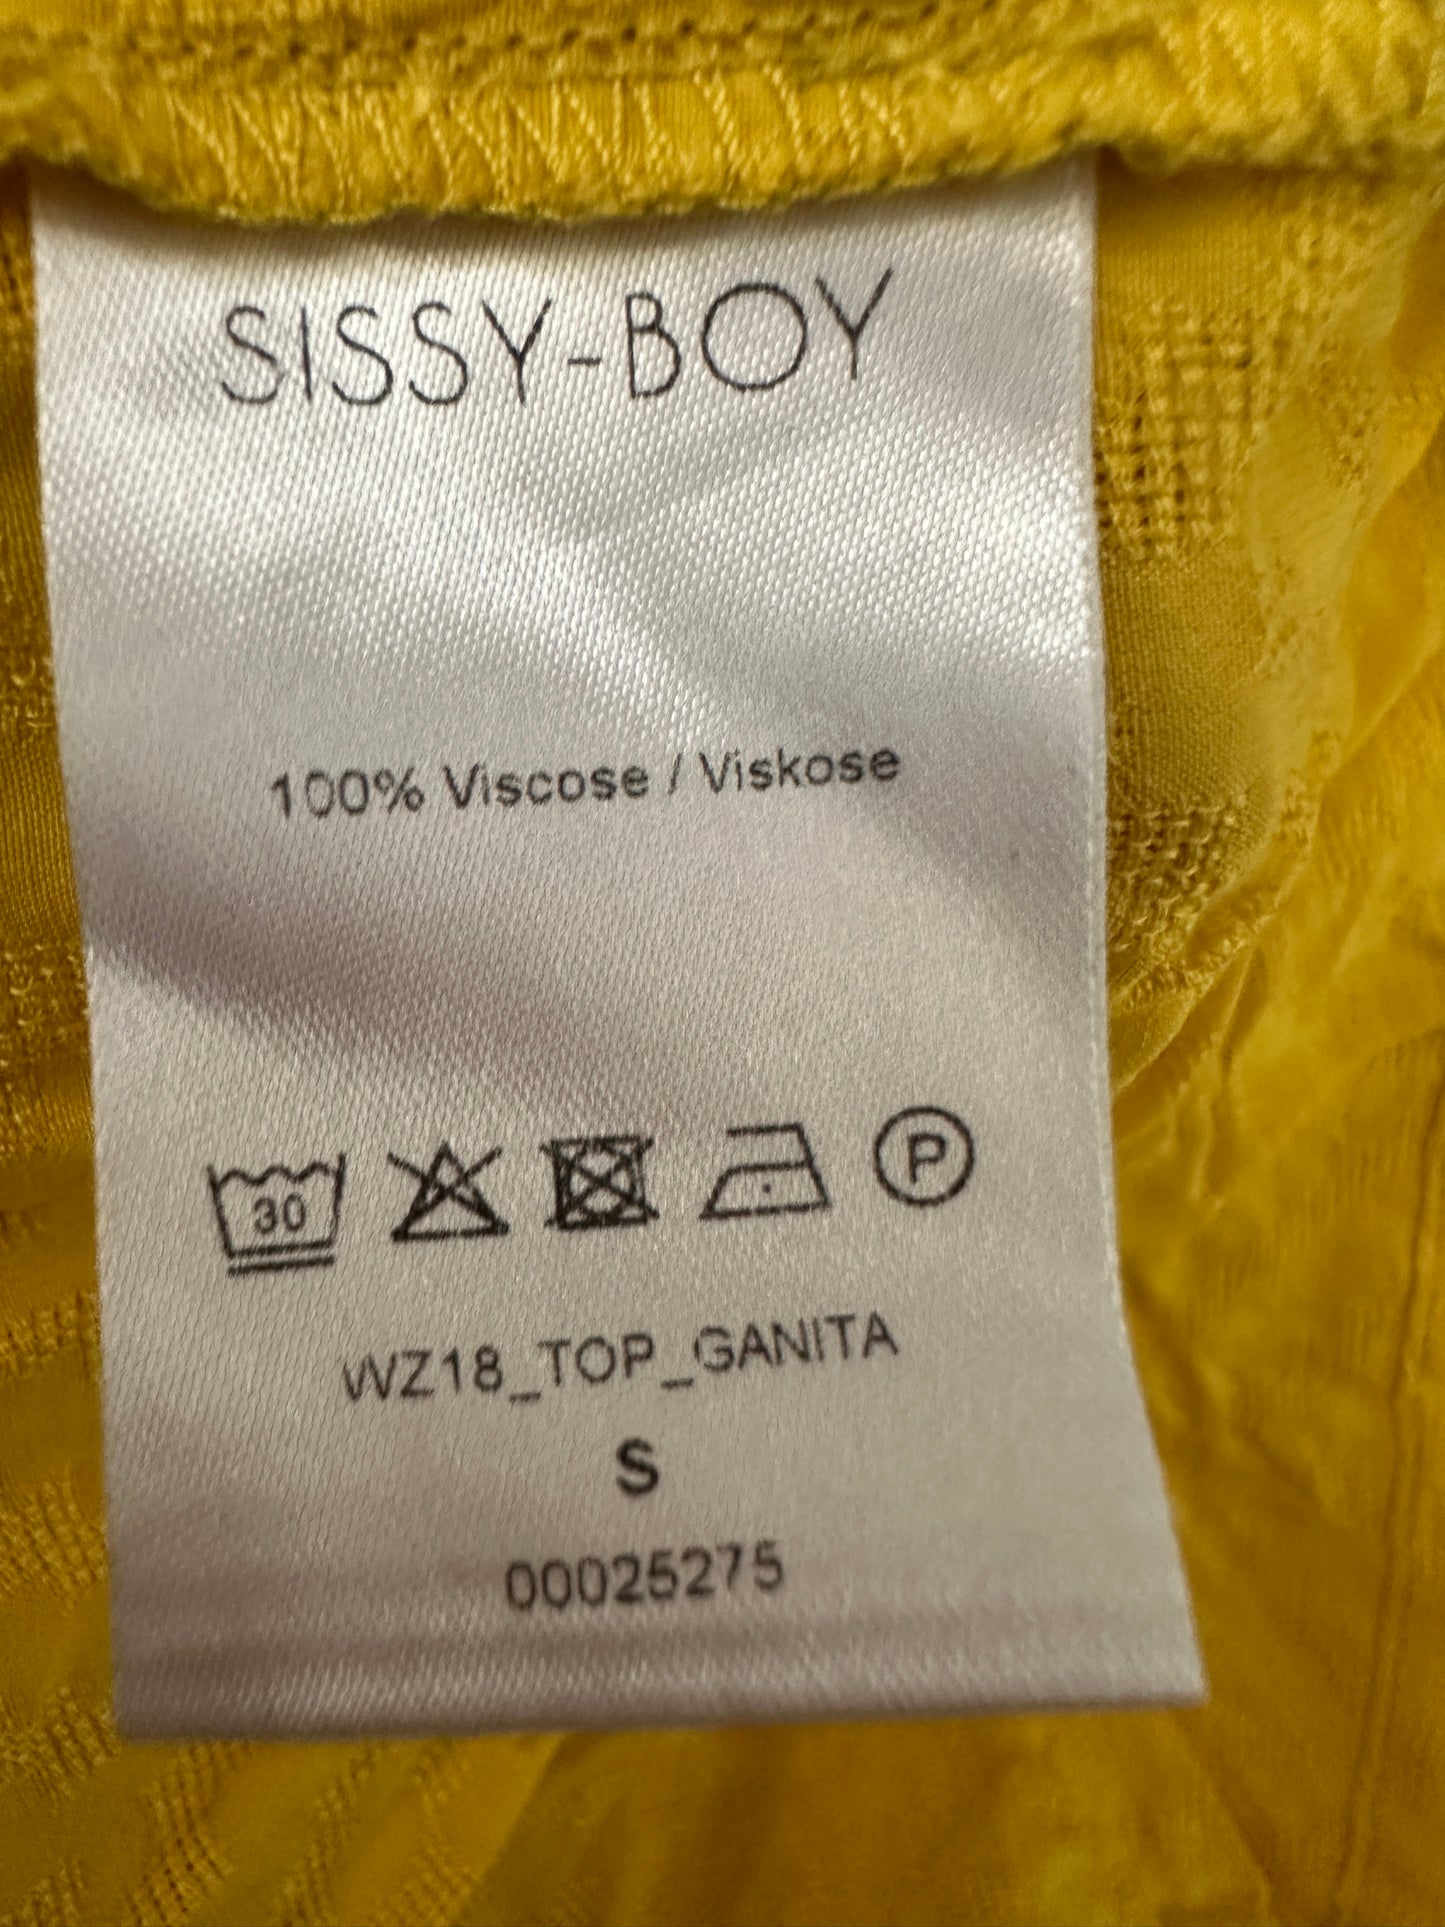 SISSY-BOY
100% Viscose / Viskose
30 P
WZ18_TOP_GANITA
S
00025275